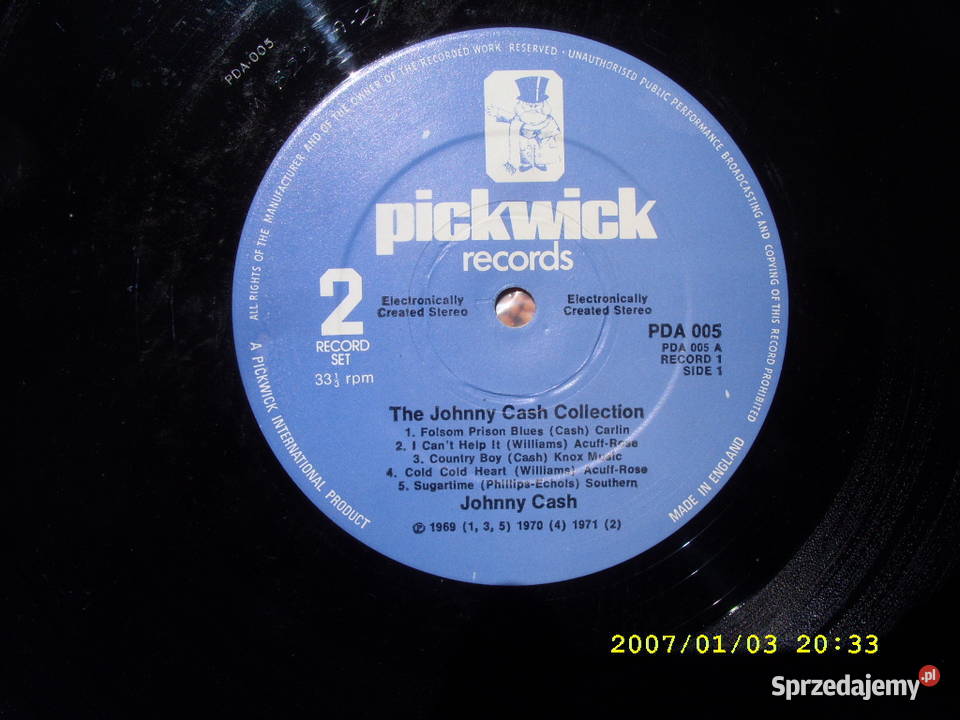 PDA·005
ALL RIGHTS OF THE MANUFACTURER AND OF THE OWNER OF THE RECORDED WORK RESERVED · UNAUTHORISED PUBLIC PERFORMANCE BROADCASTING AND COPYING OF THIS RECORD PROHIBITED
pickwick
records
2
RECORD
SET
33⅓ rpm
Electronically
Created Stereo
Electronically
Created Stereo
PDA 005
PDA 005 A
RECORD 1
SIDE 1
The Johnny Cash Collection
1. Folsom Prison Blues (Cash) Carlin
2. I Can't Help It (Williams) Acuff-Rose
3. Country Boy (Cash) Knox Music
4. Cold Cold Heart (Williams) Acuff-Rose
5. Sugartime (Phillips-Echols) Southern
Johnny Cash
℗ 1969 (1, 3, 5) 1970 (4) 1971 (2)
A PICKWICK INTERNATIONAL PRODUCT
MADE IN ENGLAND
2007/01/03 20:33
Sprzedajemy.pl